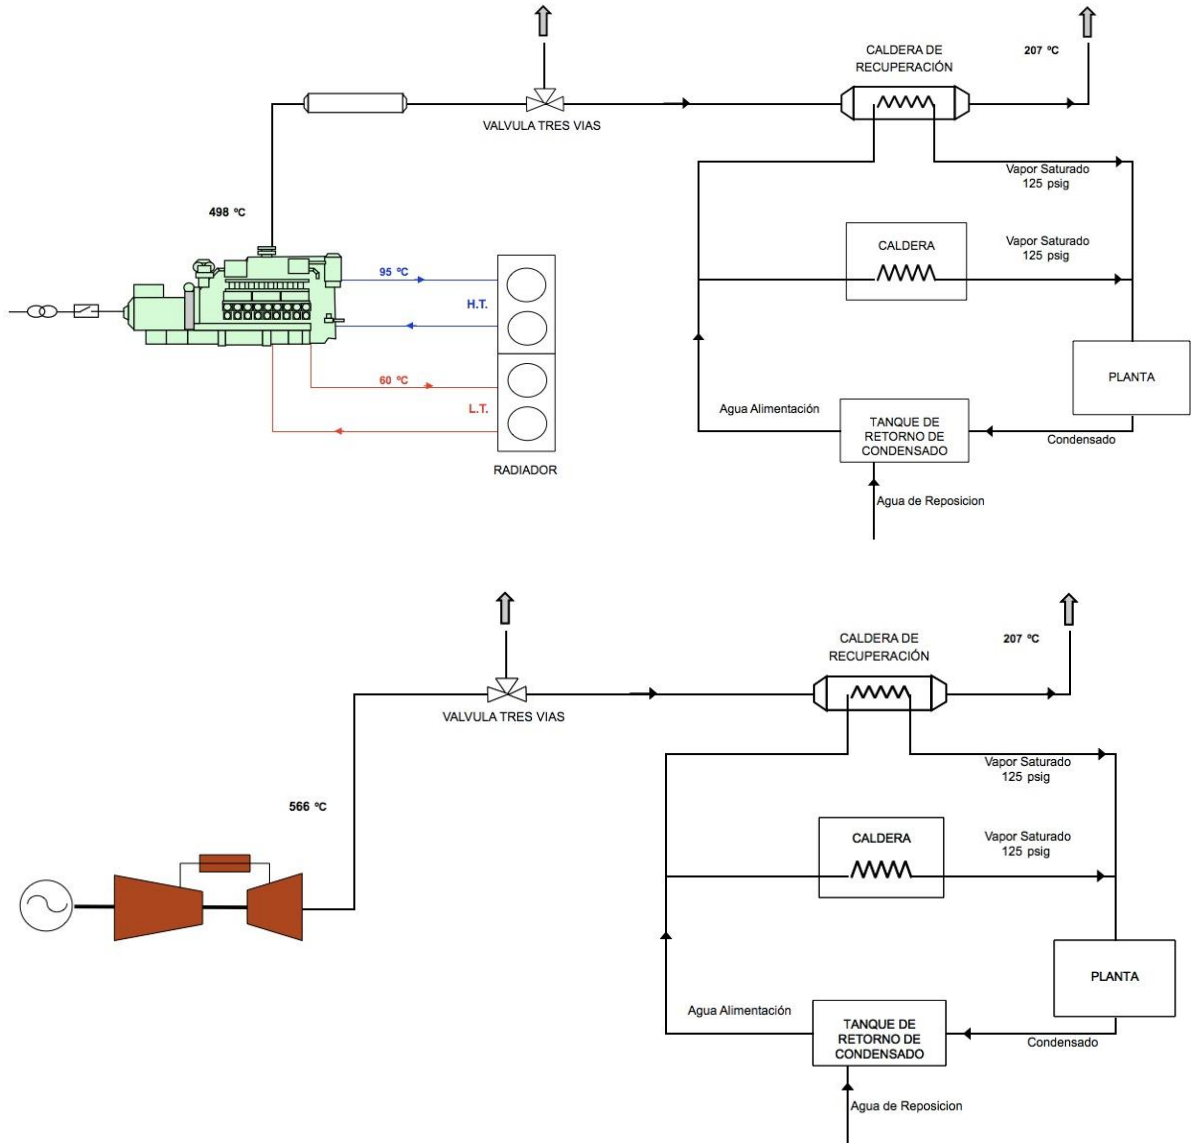 CALDERA DE
RECUPERACIÓN
207 ºC
VALVULA TRES VIAS
Vapor Saturado
125 psig
498 ºC
CALDERA
Vapor Saturado
125 psig
95 ºC
H.T.
60 ºC
L.T.
RADIADOR
PLANTA
Agua Alimentación
TANQUE DE
RETORNO DE
CONDENSADO
Condensado
Agua de Reposicion
CALDERA DE
RECUPERACIÓN
207 ºC
VALVULA TRES VIAS
Vapor Saturado
125 psig
566 ºC
CALDERA
Vapor Saturado
125 psig
PLANTA
Agua Alimentación
TANQUE DE
RETORNO DE
CONDENSADO
Condensado
Agua de Reposicion